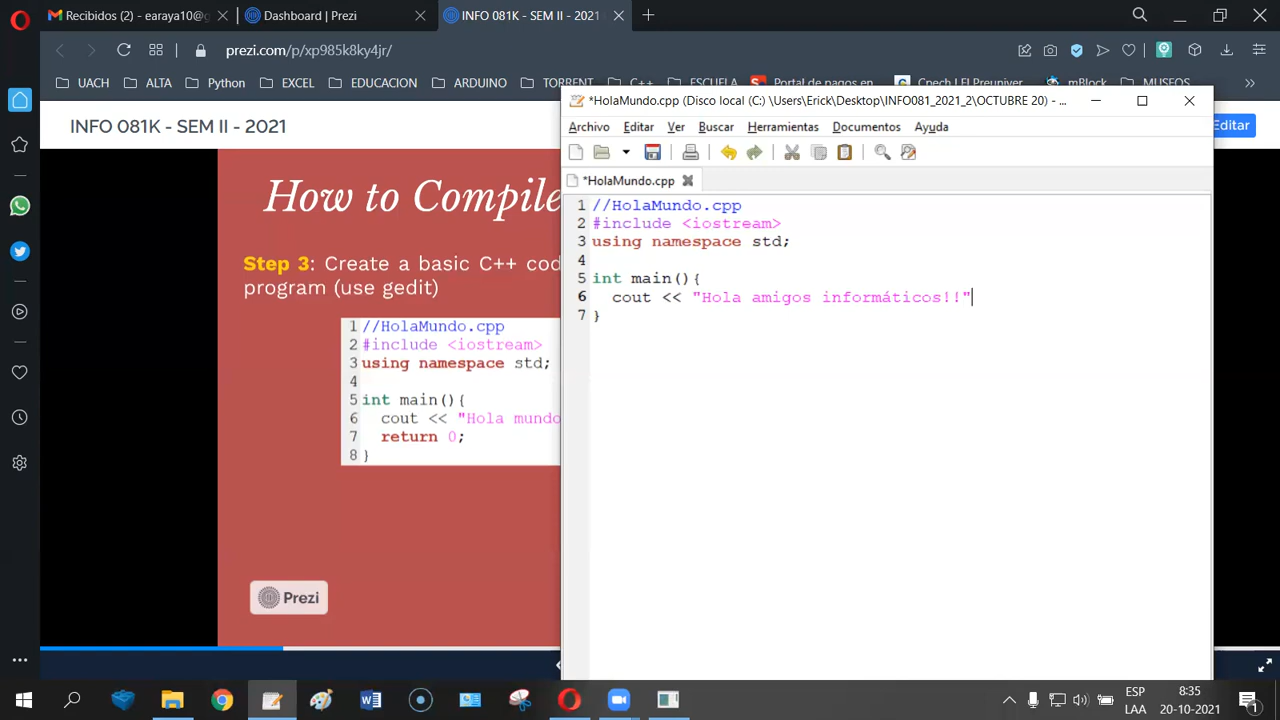 Recibidos (2) - earaya10@g
Dashboard | Prezi
INFO 081K - SEM II - 2021
prezi.com/p/xp985k8ky4jr/
UACH
ALTA
Python
EXCEL
EDUCACION
ARDUINO
TORRENT
C++
ESCUELA
Portal de pagos en
Cpech | El Preuniver
mBlock
MUSEOS
INFO 081K - SEM II - 2021
Editar
How to Compile
Step 3: Create a basic C++ cod
program (use gedit)
1 //HolaMundo.cpp
2 #include <iostream>
3 using namespace std;
4
5 int main(){
6 cout << "Hola mundo
7 return 0;
8 }
Prezi
*HolaMundo.cpp (Disco local (C:) \Users\Erick\Desktop\INFO081_2021_2\OCTUBRE 20) - ...
Archivo Editar Ver Buscar Herramientas Documentos Ayuda
*HolaMundo.cpp
1 //HolaMundo.cpp
2 #include <iostream>
3 using namespace std;
4
5 int main(){
6 cout << "Hola amigos informáticos!!"
7 }
ESP
LAA
8:35
20-10-2021
1